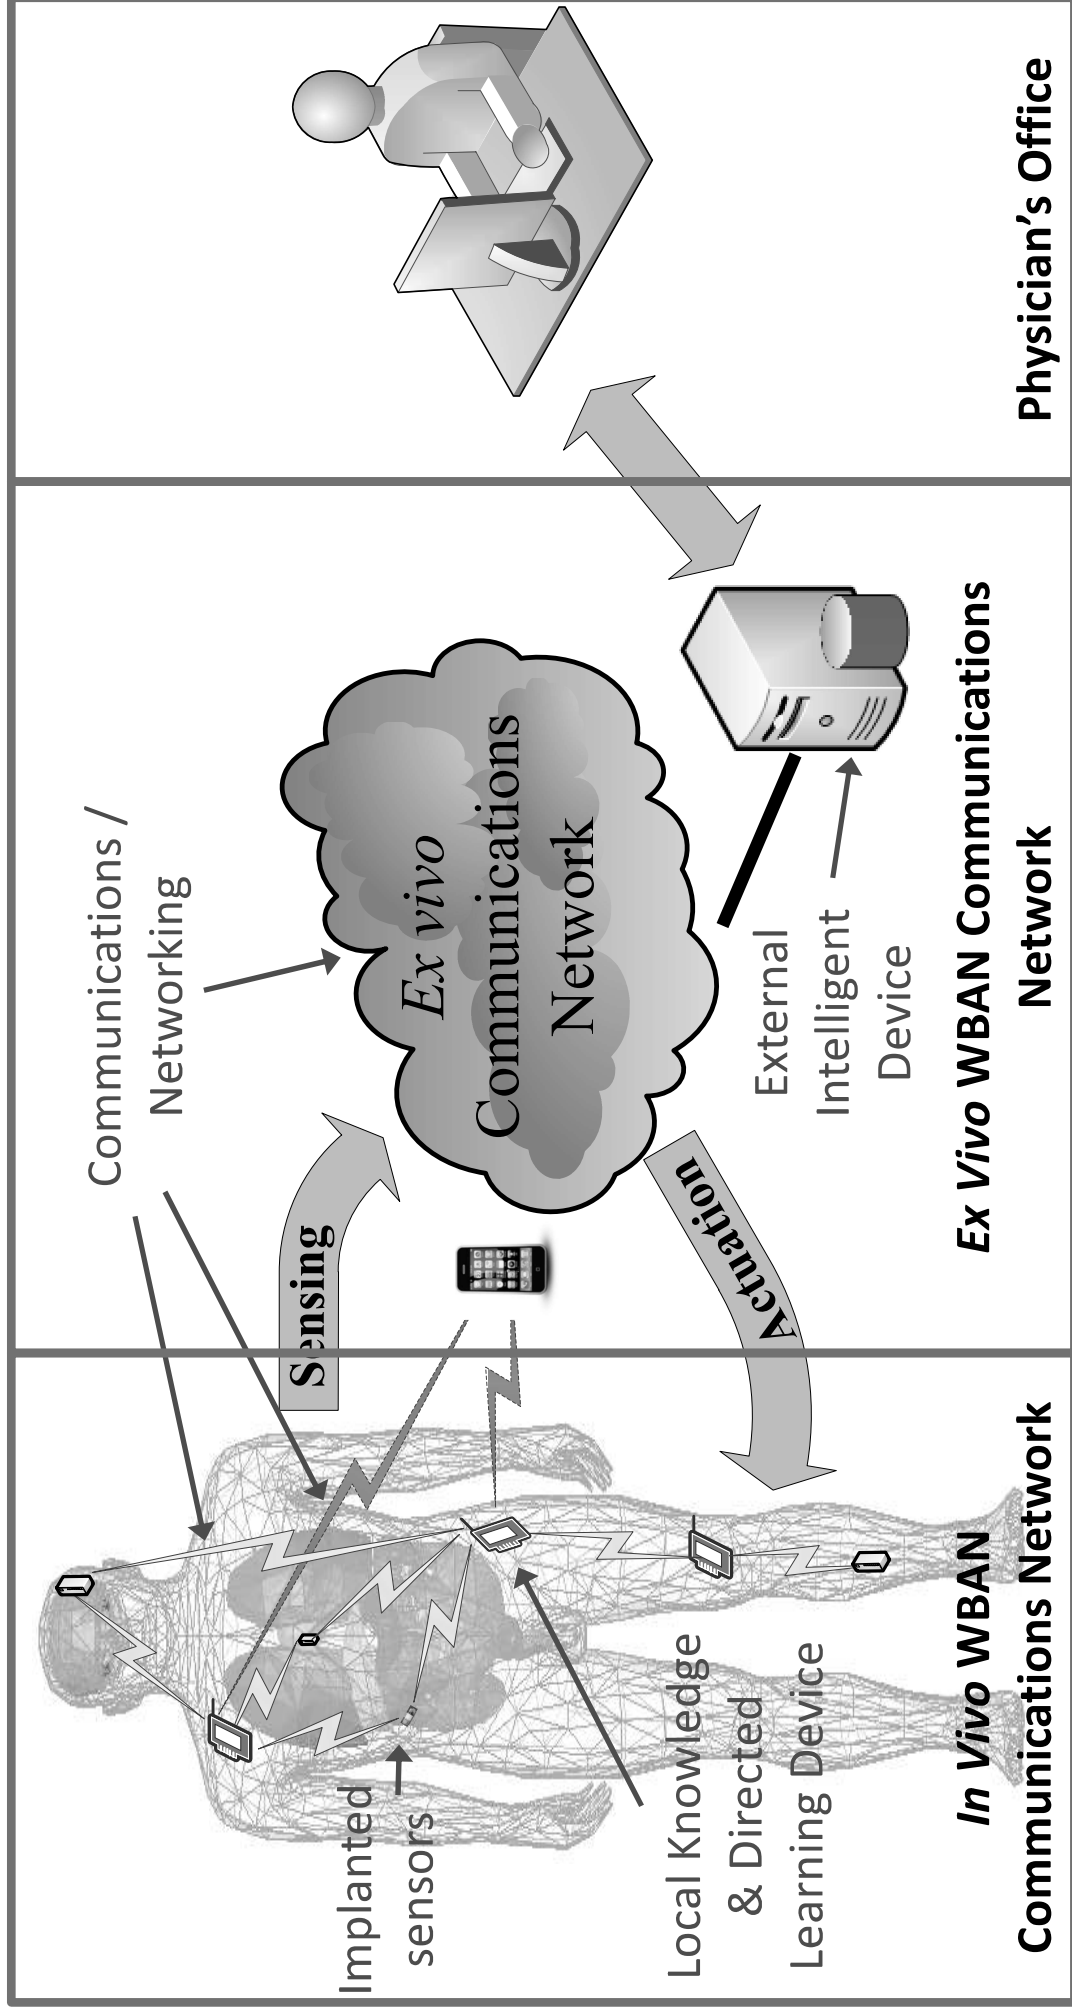 Communications /
Networking
Implanted
sensors
Local Knowledge
& Directed
Learning Device
Sensing
Ex vivo
Communications
Network
Actuation
External
Intelligent
Device
In Vivo WBAN
Communications Network
Ex Vivo WBAN Communications
Network
Physician's Office